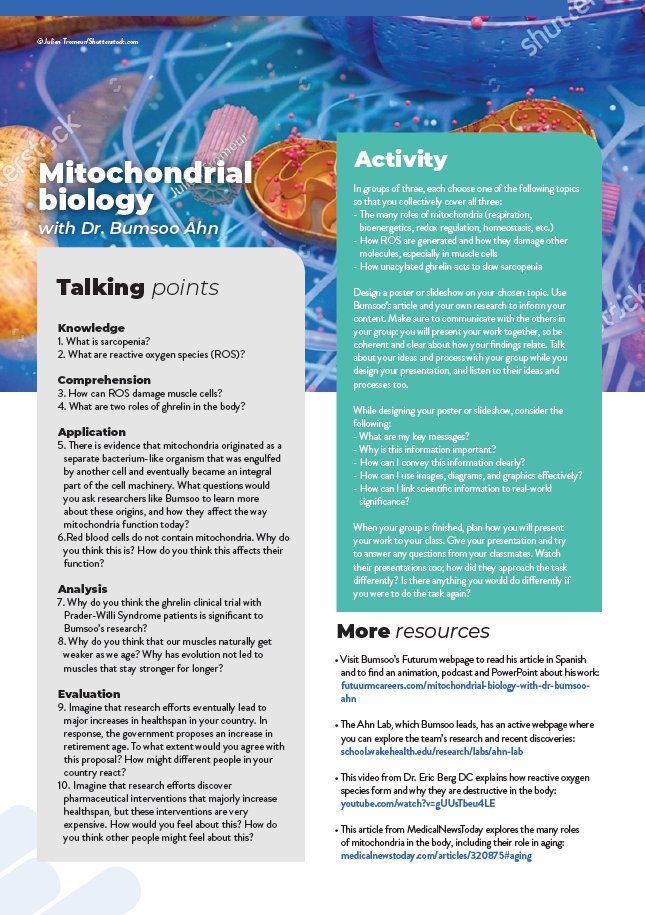 © Julien Tromeur/Shutterstock.com
shutte
terstock
Julien Tromeur
stock
Mitochondrial
biology
with Dr. Bumsoo Ahn
Talking points
Knowledge
1. What is sarcopenia?
2. What are reactive oxygen species (ROS)?
Comprehension
3. How can ROS damage muscle cells?
4. What are two roles of ghrelin in the body?
Application
5. There is evidence that mitochondria originated as a
separate bacterium-like organism that was engulfed
by another cell and eventually became an integral
part of the cell machinery. What questions would
you ask researchers like Bumsoo to learn more
about these origins, and how they affect the way
mitochondria function today?
6.Red blood cells do not contain mitochondria. Why do
you think this is? How do you think this affects their
function?
Analysis
7. Why do you think the ghrelin clinical trial with
Prader-Willi Syndrome patients is significant to
Bumsoo's research?
8. Why do you think that our muscles naturally get
weaker as we age? Why has evolution not led to
muscles that stay stronger for longer?
Evaluation
9. Imagine that research efforts eventually lead to
major increases in healthspan in your country. In
response, the government proposes an increase in
retirement age. To what extent would you agree with
this proposal? How might different people in your
country react?
10. Imagine that research efforts discover
pharmaceutical interventions that majorly increase
healthspan, but these interventions are very
expensive. How would you feel about this? How do
you think other people might feel about this?
Activity
In groups of three, each choose one of the following topics
so that you collectively cover all three:
- The many roles of mitochondria (respiration,
bioenergetics, redox regulation, homeostasis, etc.)
- How ROS are generated and how they damage other
molecules, especially in muscle cells
- How unacylated ghrelin acts to slow sarcopenia
Design a poster or slideshow on your chosen topic. Use
Bumsoo's article and your own research to inform your
content. Make sure to communicate with the others in
your group: you will present your work together, so be
coherent and clear about how your findings relate. Talk
about your ideas and process with your group while you
design your presentation, and listen to their ideas and
processes too.
While designing your poster or slideshow, consider the
following:
- What are my key messages?
- Why is this information important?
- How can I convey this information clearly?
- How can I use images, diagrams, and graphics effectively?
- How can I link scientific information to real-world
significance?
When your group is finished, plan how you will present
your work to your class. Give your presentation and try
to answer any questions from your classmates. Watch
their presentations too; how did they approach the task
differently? Is there anything you would do differently if
you were to do the task again?
More resources
• Visit Bumsoo's Futurum webpage to read his article in Spanish
and to find an animation, podcast and PowerPoint about his work:
futuurmcareers.com/mitochondrial-biology-with-dr-bumsoo-
ahn
• The Ahn Lab, which Bumsoo leads, has an active webpage where
you can explore the team's research and recent discoveries:
school.wakehealth.edu/research/labs/ahn-lab
• This video from Dr. Eric Berg DC explains how reactive oxygen
species form and why they are destructive in the body:
youtube.com/watch?v=gUUsTbeu4LE
• This article from MedicalNewsToday explores the many roles
of mitochondria in the body, including their role in aging:
medicalnewstoday.com/articles/320875#aging